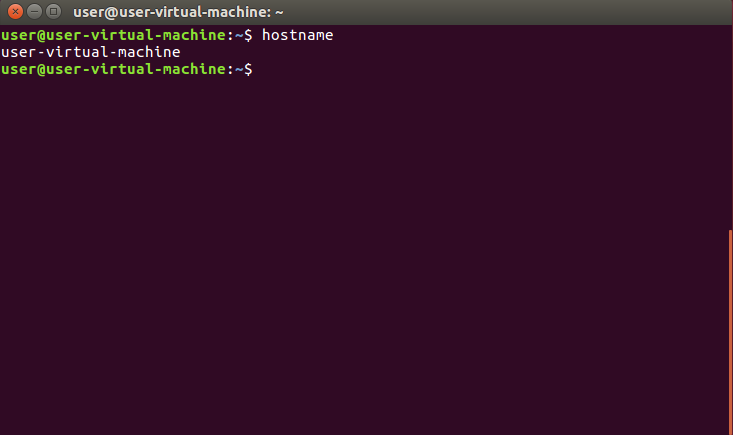 user@user-virtual-machine: ~
user@user-virtual-machine:~$ hostname
user-virtual-machine
user@user-virtual-machine:~$